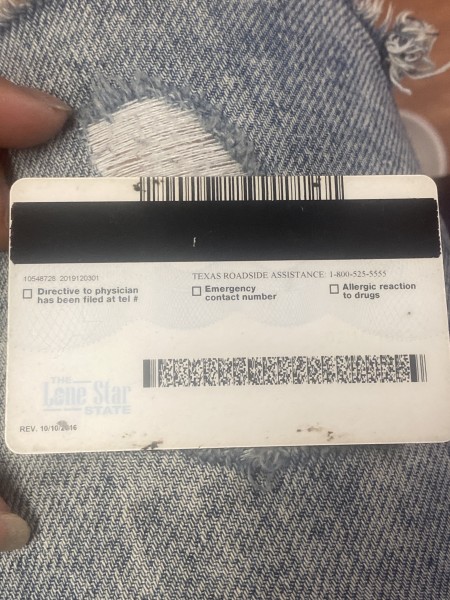 10548728 2019120301
TEXAS ROADSIDE ASSISTANCE: 1-800-525-5555
Directive to physician
has been filed at tel #
Emergency
contact number
Allergic reaction
to drugs
THE
Lone Star
STATE
REV. 10/10/2016